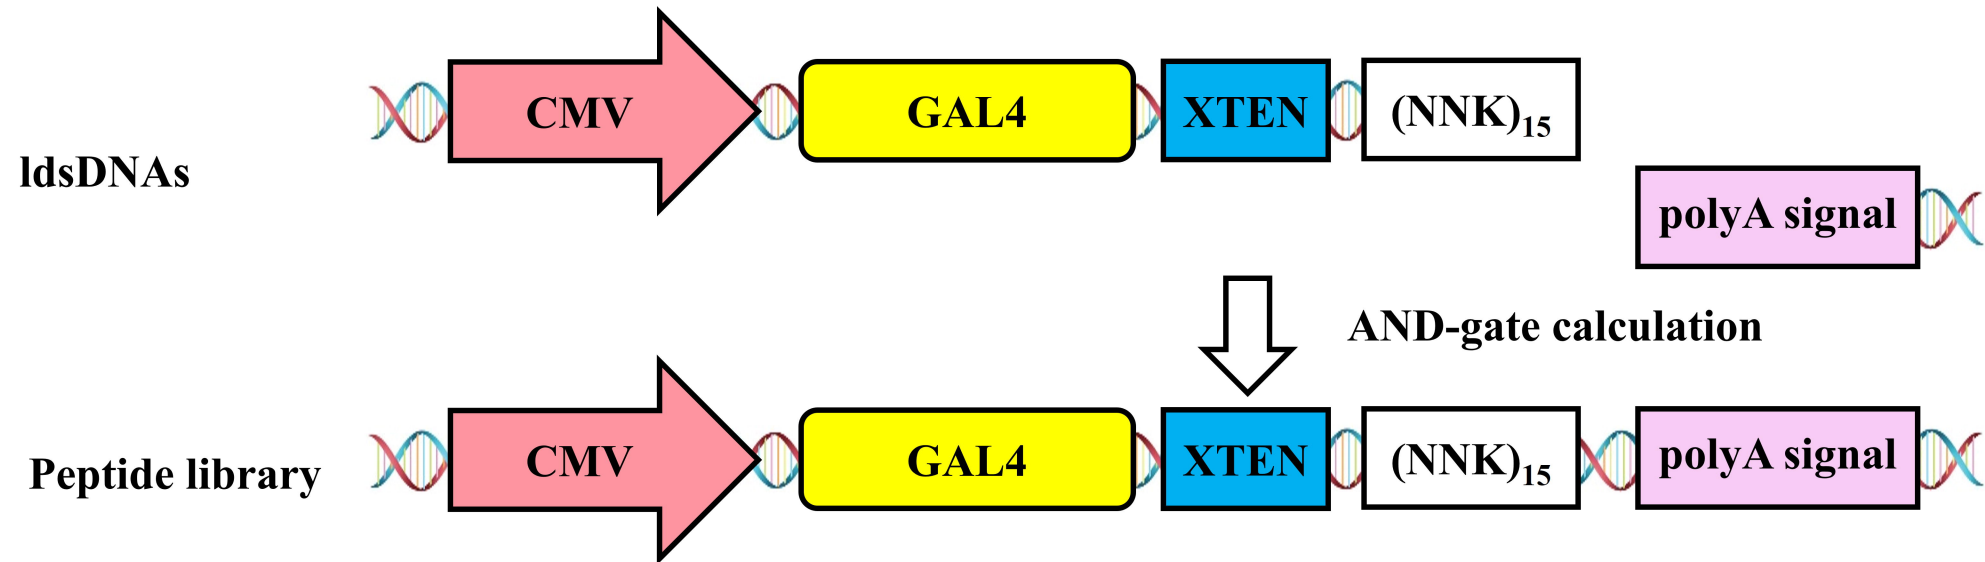 CMV GAL4 XTEN (NNK)15
ldsDNAs
polyA signal
AND-gate calculation
CMV GAL4 XTEN (NNK)15 polyA signal
Peptide library